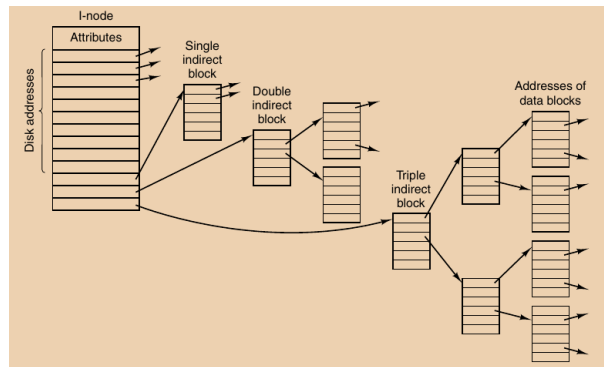 I-node
Attributes
Disk addresses
Single
indirect
block
Double
indirect
block
Triple
indirect
block
Addresses of
data blocks